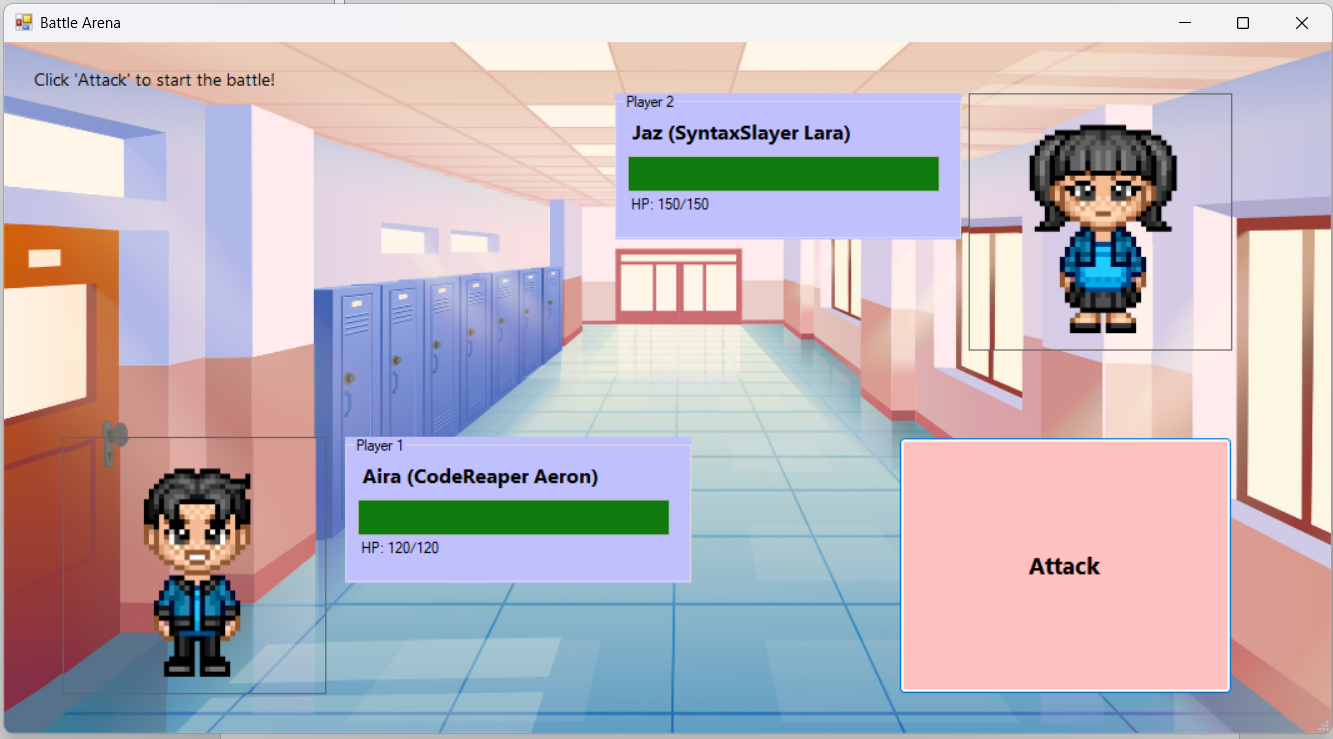 Battle Arena
Click 'Attack' to start the battle!
Player 2
Jaz (SyntaxSlayer Lara)
HP: 150/150
Player 1
Aira (CodeReaper Aeron)
HP: 120/120
Attack